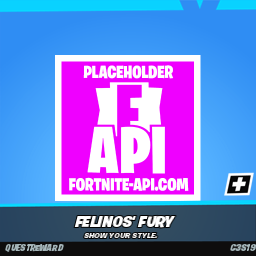 PLACEHOLDER
F
API
FORTNITE-API.COM
FELINOS' FURY
SHOW YOUR STYLE.
QUESTREWARD C3S19